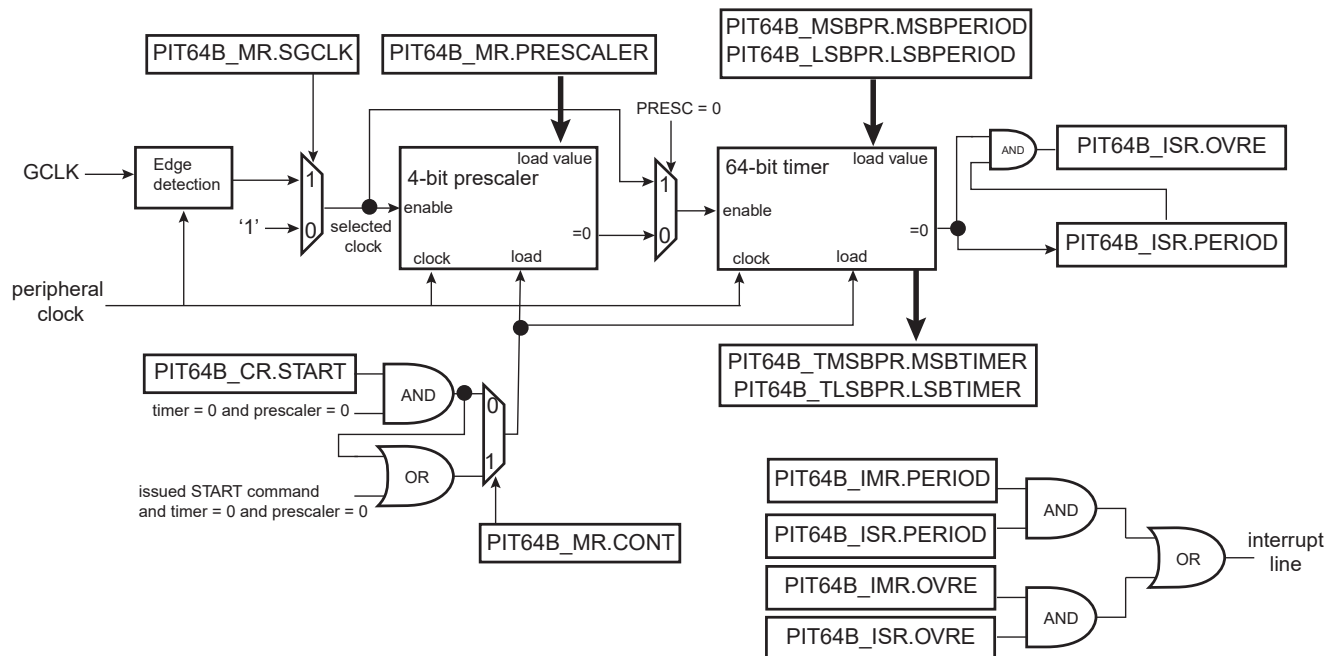 PIT64B_MR.SGCLK
PIT64B_MR.PRESCALER
PIT64B_MSBPR.MSBPERIOD
PIT64B_LSBPR.LSBPERIOD
PRESC = 0
GCLK
Edge
detection
1
0
‘1’
selected
clock
load value
4-bit prescaler
enable
=0
clock
load
1
0
load value
64-bit timer
enable
=0
clock
load
AND
PIT64B_ISR.OVRE
PIT64B_ISR.PERIOD
peripheral
clock
PIT64B_TMSBPR.MSBTIMER
PIT64B_TLSBPR.LSBTIMER
PIT64B_CR.START
timer = 0 and prescaler = 0
AND
0
1
OR
issued START command
and timer = 0 and prescaler = 0
PIT64B_MR.CONT
PIT64B_IMR.PERIOD
PIT64B_ISR.PERIOD
AND
PIT64B_IMR.OVRE
PIT64B_ISR.OVRE
AND
OR
interrupt
line